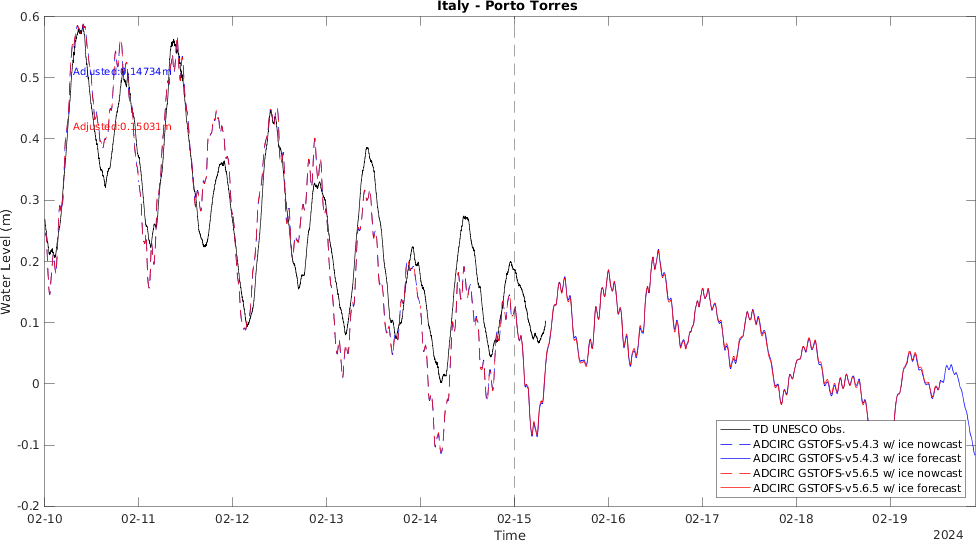 Italy - Porto Torres
Water Level (m)
0.6
0.5
0.4
0.3
0.2
0.1
0
-0.1
-0.2
Adjusted:0.14734m
Adjusted:0.15031m
TD UNESCO Obs.
ADCIRC GSTOFS-v5.4.3 w/ ice nowcast
ADCIRC GSTOFS-v5.4.3 w/ ice forecast
ADCIRC GSTOFS-v5.6.5 w/ ice nowcast
ADCIRC GSTOFS-v5.6.5 w/ ice forecast
02-10 02-11 02-12 02-13 02-14 02-15 02-16 02-17 02-18 02-19
Time
2024